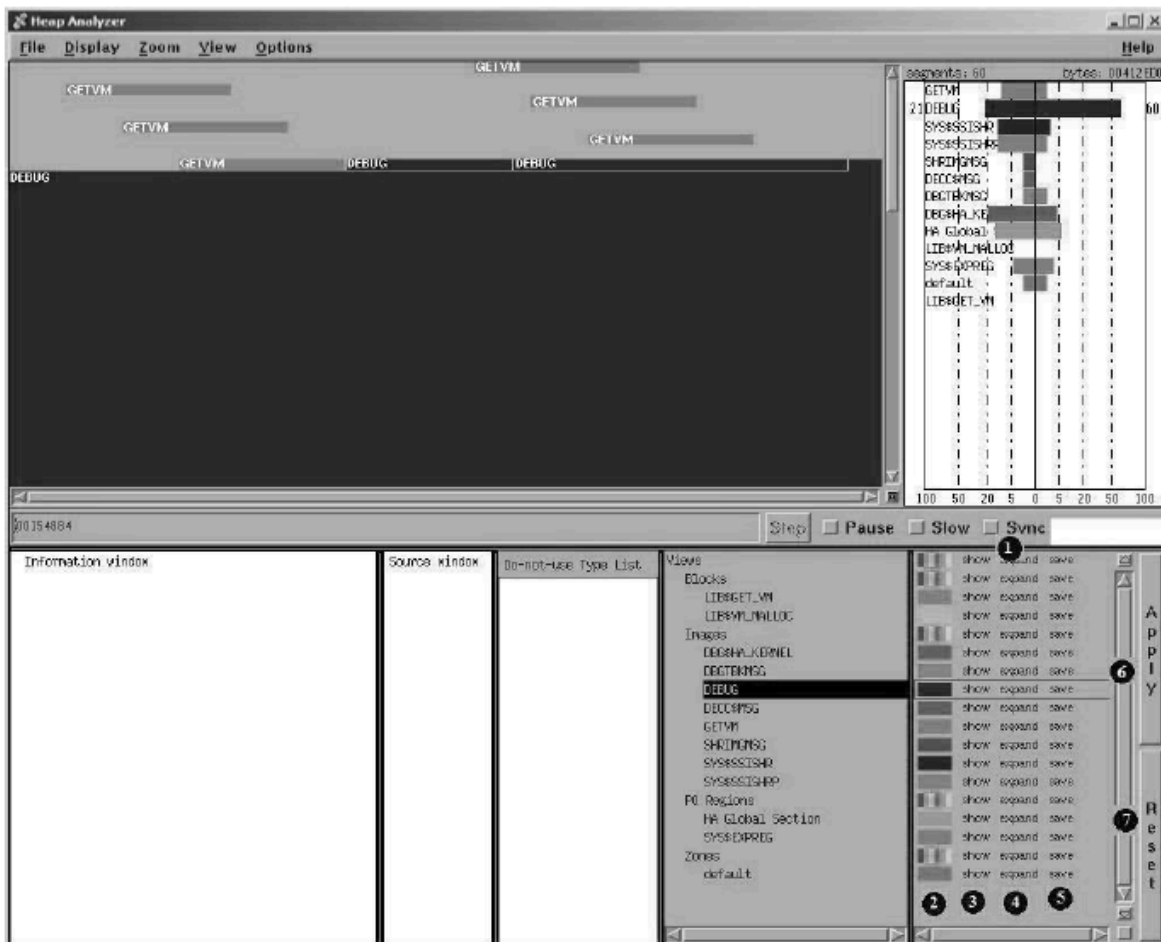 Heap Analyzer
File Display Zoom View Options Help
GETVM
GETVM
GETVM
GETVM
GETVM
GETVM DEBUG DEBUG
DEBUG
segments: 60 bytes: 00412E00
GETVM
21 DEBUG 60
SYS$SSISHR
SYS$SSISHRP
SHRIMGMSG
DECC$MSG
DBGTBKMSG
DBG$HA_KE
HA Global
LIB$VM_MALLOC
SYS$EXPREG
default
LIB$GET_VM
100 50 20 5 0 5 20 50 100
00154884 Step Pause Slow Sync
1
Information window
Source window
Do-not-use Type List
Views show expand save
Blocks show expand save
LIB$GET_VM show expand save
LIB$VM_MALLOC show expand save
Images show expand save
DBG$HA_KERNEL show expand save
DBGTBKMSG show expand save
DEBUG show expand save
DECC$MSG show expand save
GETVM show expand save
SHRIMGMSG show expand save
SYS$SSISHR show expand save
SYS$SSISHRP show expand save
P0 Regions show expand save
HA Global Section show expand save
SYS$EXPREG show expand save
Zones show expand save
default show expand save
2 3 4 5
6
7
Apply
Reset